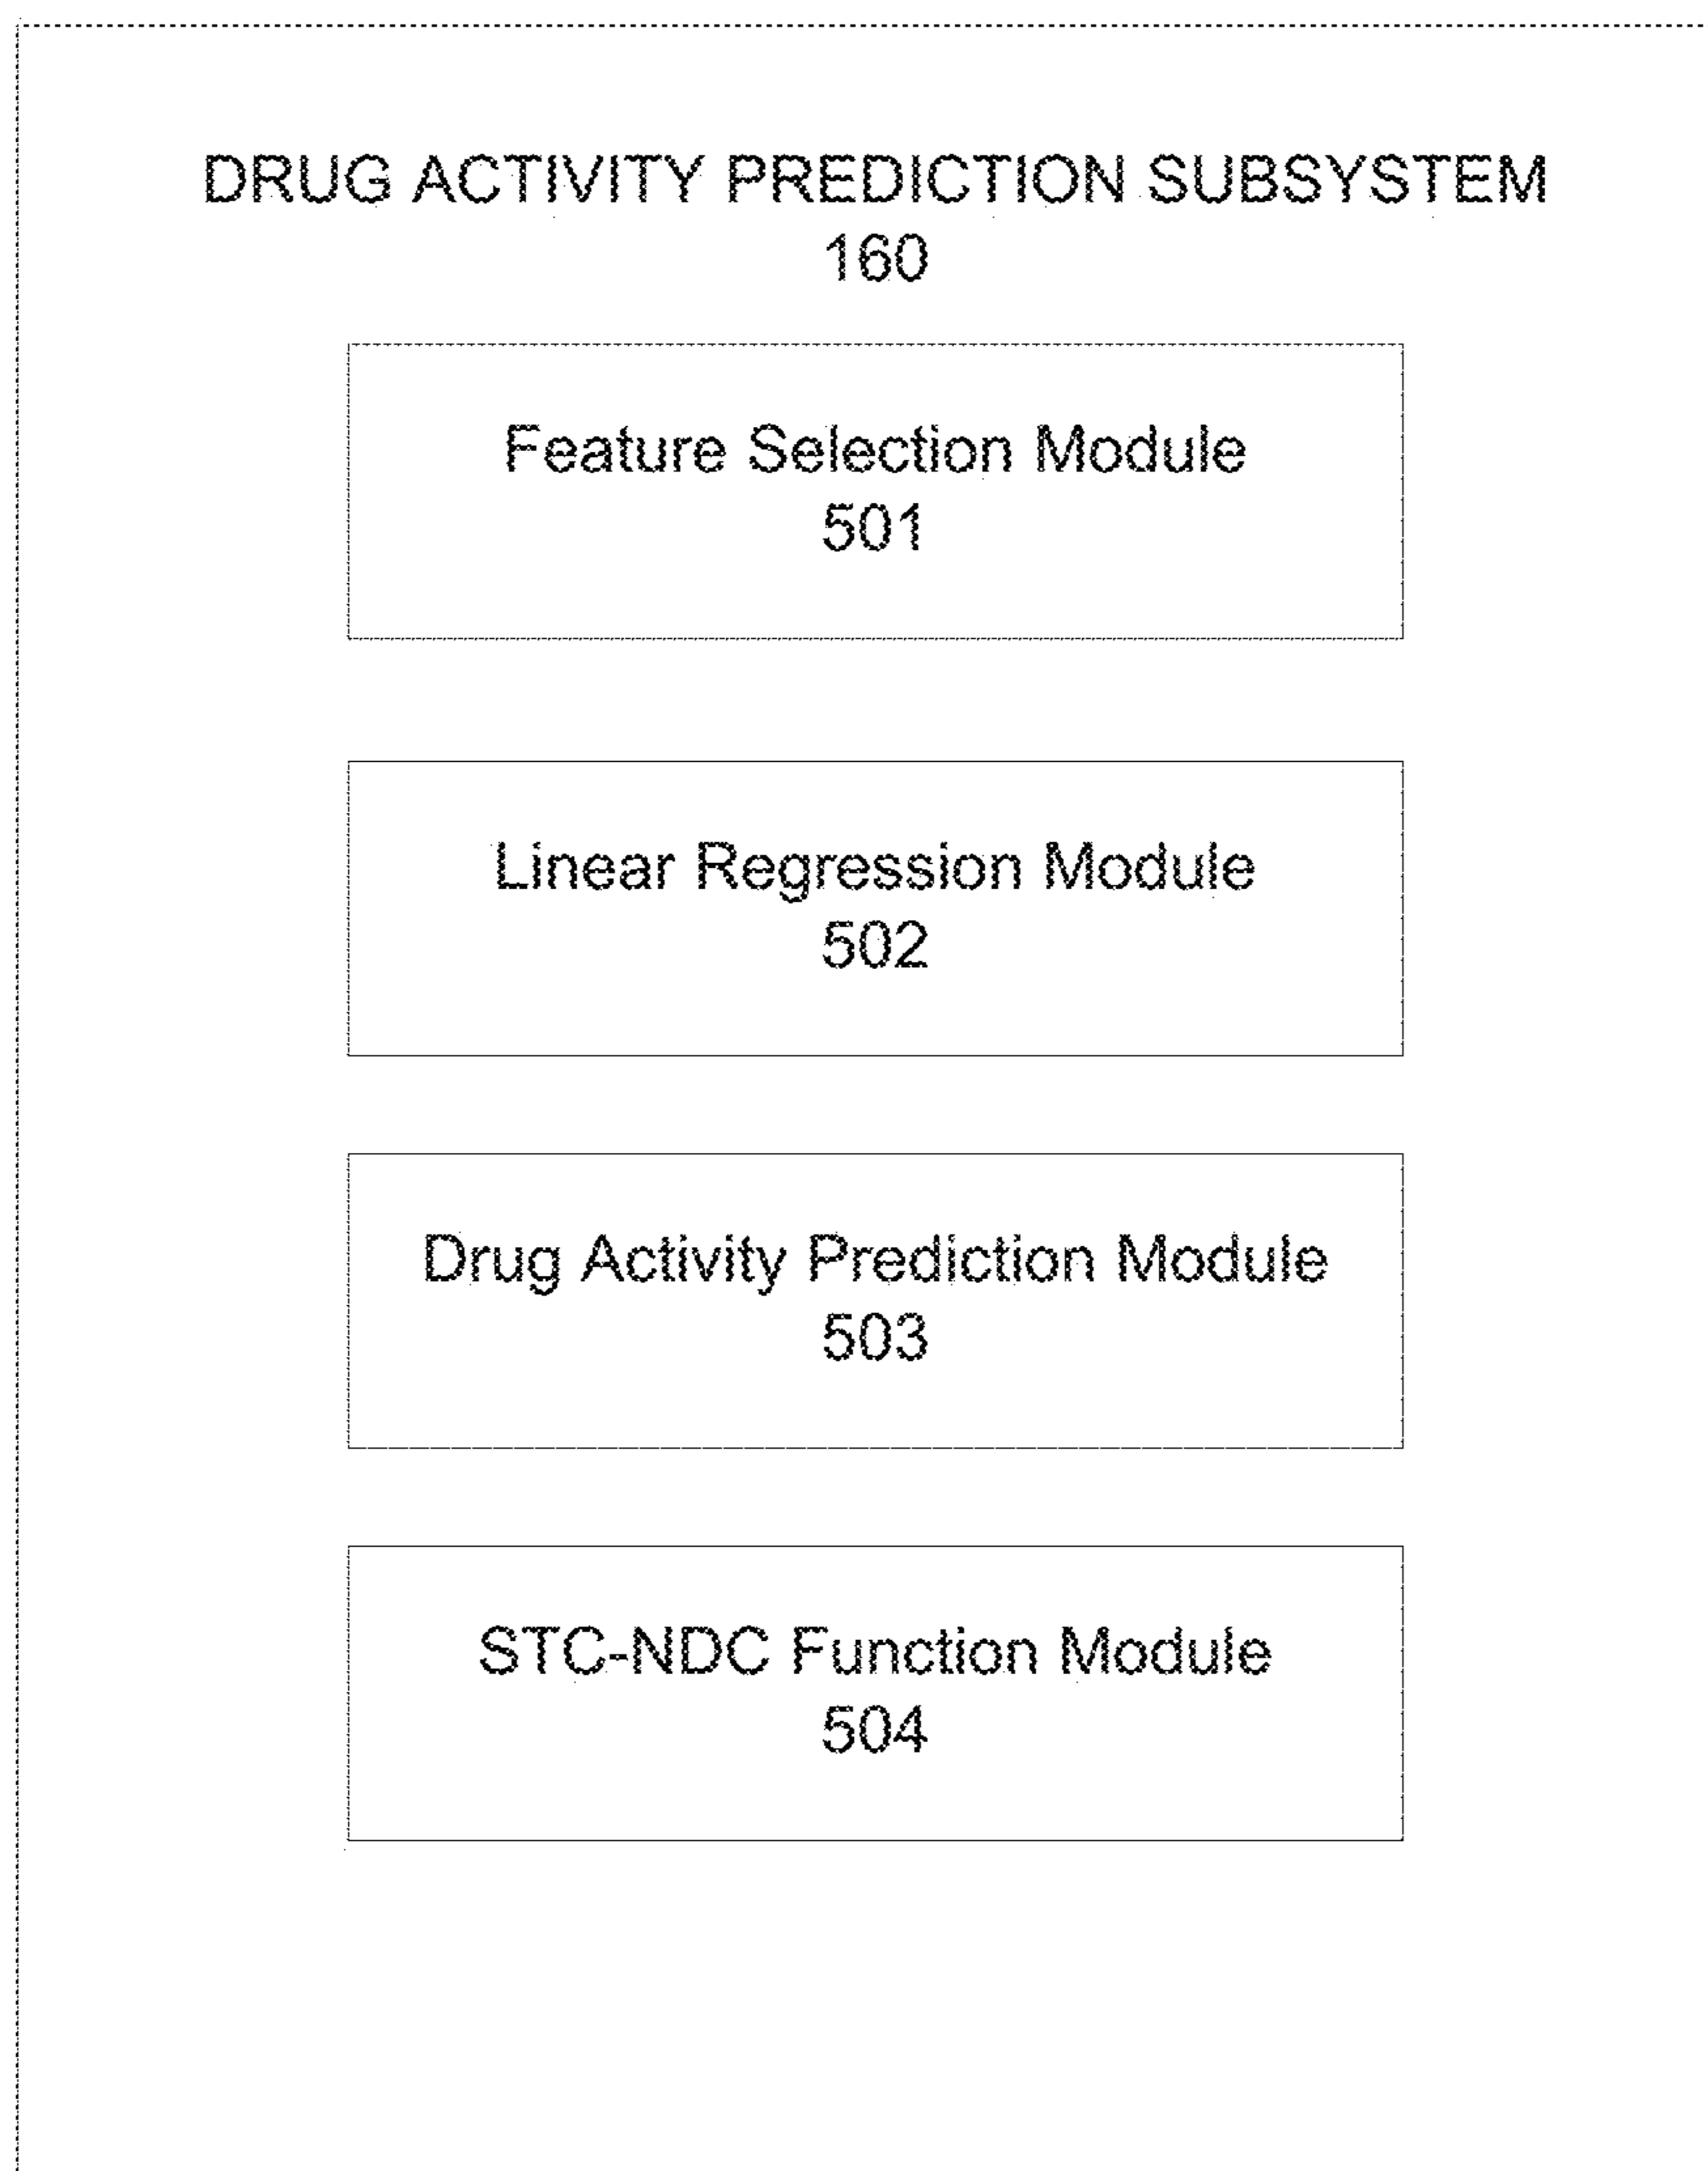 DRUG ACTIVITY PREDICTION SUBSYSTEM
160
Feature Selection Module
501
Linear Regression Module
502
Drug Activity Prediction Module
503
STC-NDC Function Module
504